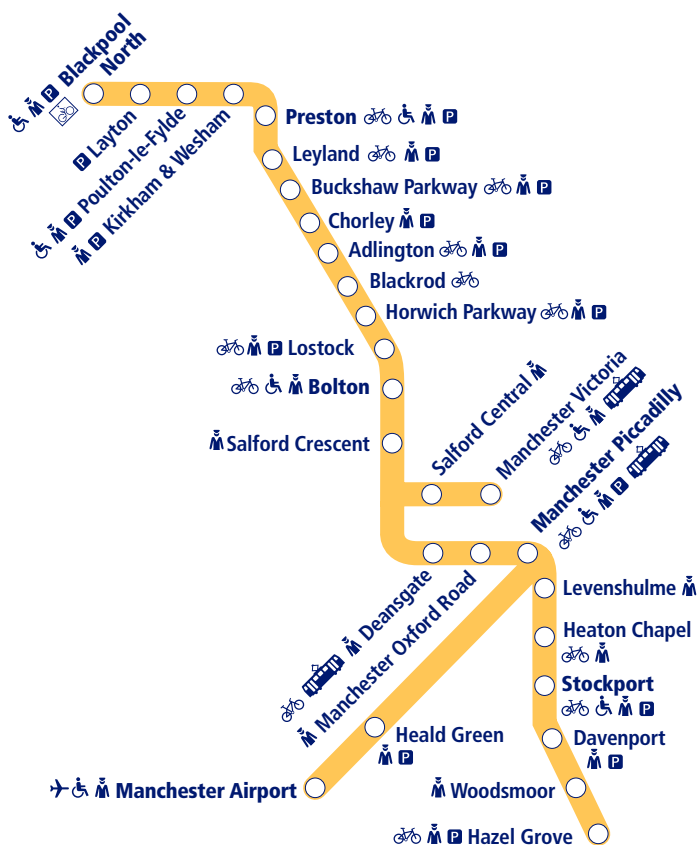 P Blackpool
North
P Layton
P Poulton-le-Fylde
P Kirkham & Wesham
Preston P
Leyland P
Buckshaw Parkway P
Chorley P
Adlington P
Blackrod
Horwich Parkway P
P Lostock
Bolton
Salford Crescent
Salford Central
Manchester Victoria
Manchester Piccadilly
P
Deansgate
Manchester Oxford Road
Levenshulme
Heaton Chapel
Stockport
P
Davenport
P
Woodsmoor
P Hazel Grove
Heald Green
P
Manchester Airport